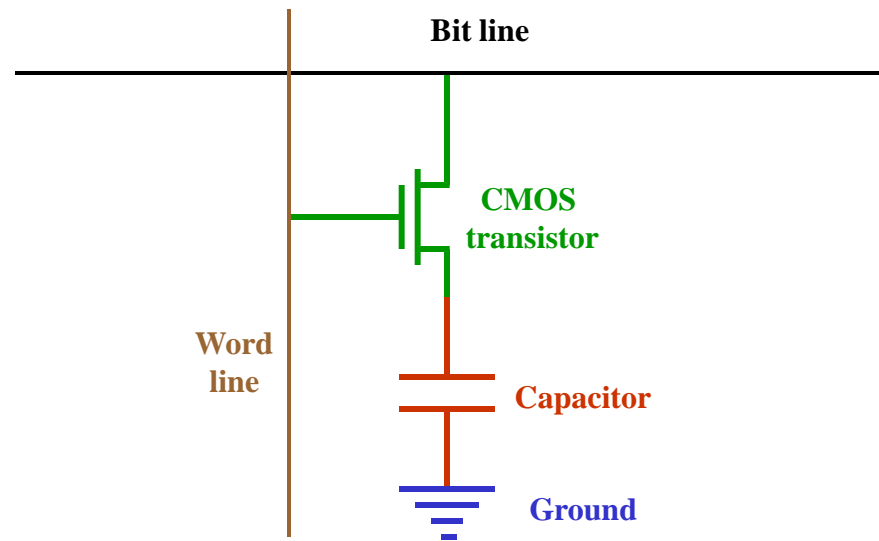 Bit line
CMOS
transistor
Word
line
Capacitor
Ground